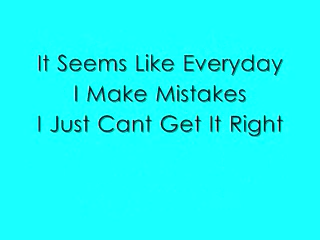 It Seems Like Everyday
I Make Mistakes
I Just Cant Get It Right